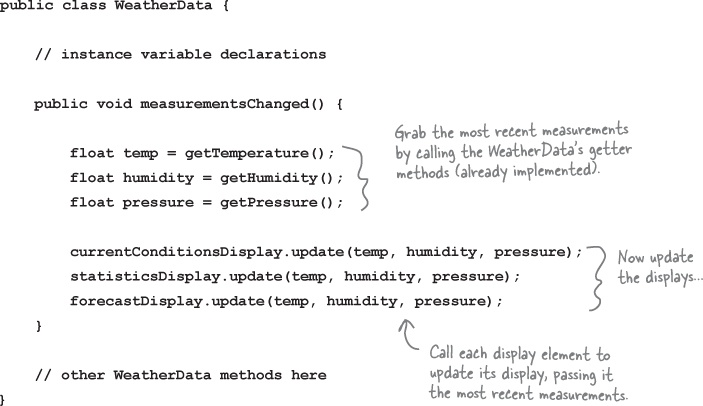 public class WeatherData {
// instance variable declarations
public void measurementsChanged() {
float temp = getTemperature();
float humidity = getHumidity();
float pressure = getPressure();
Grab the most recent measurements
by calling the WeatherData's getter
methods (already implemented).
currentConditionsDisplay.update(temp, humidity, pressure);
statisticsDisplay.update(temp, humidity, pressure);
forecastDisplay.update(temp, humidity, pressure);
Now update
the displays...
}
Call each display element to
update its display, passing it
the most recent measurements.
// other WeatherData methods here
}